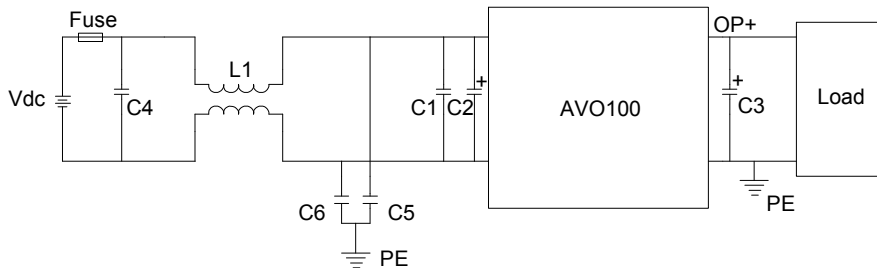 Fuse
OP+
L1
Vdc
C4
C1
C2
+
AVO100
+
C3
Load
C6
C5
PE
PE